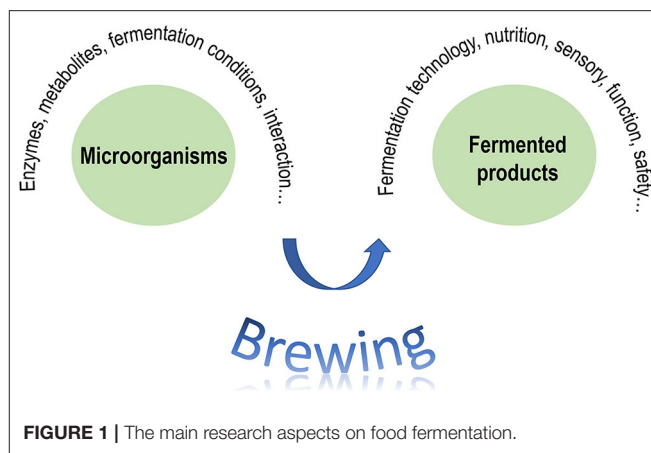 Enzymes, metabolites, fermentation conditions, interaction...
Microorganisms
Fermentation technology, nutrition, sensory, function, safety...
Fermented
products
Brewing
FIGURE 1 | The main research aspects on food fermentation.